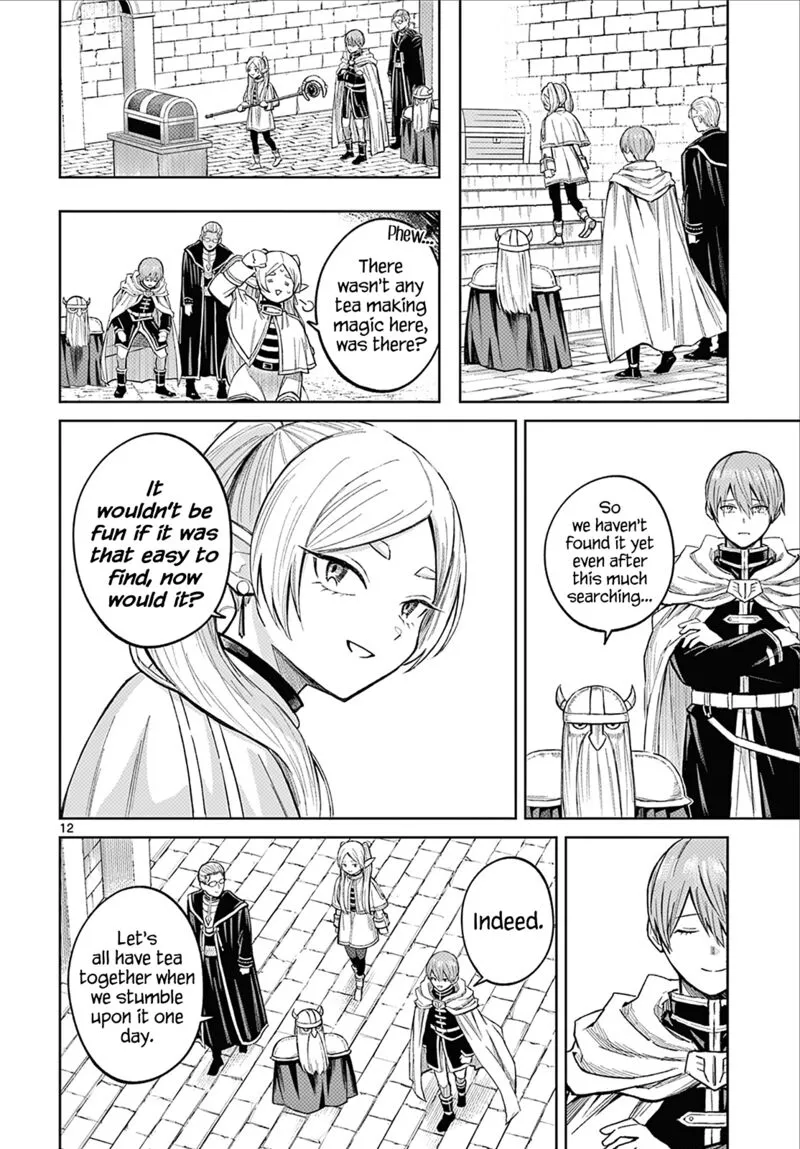 Phew...
There
wasn't any
tea making
magic here,
was there?
So
we haven't
found it yet
even after
this much
searching...
It
wouldn't be
fun if it was
that easy to
find, now
would it?
12
Indeed.
Let's
all have tea
together when
we stumble
upon it one
day.